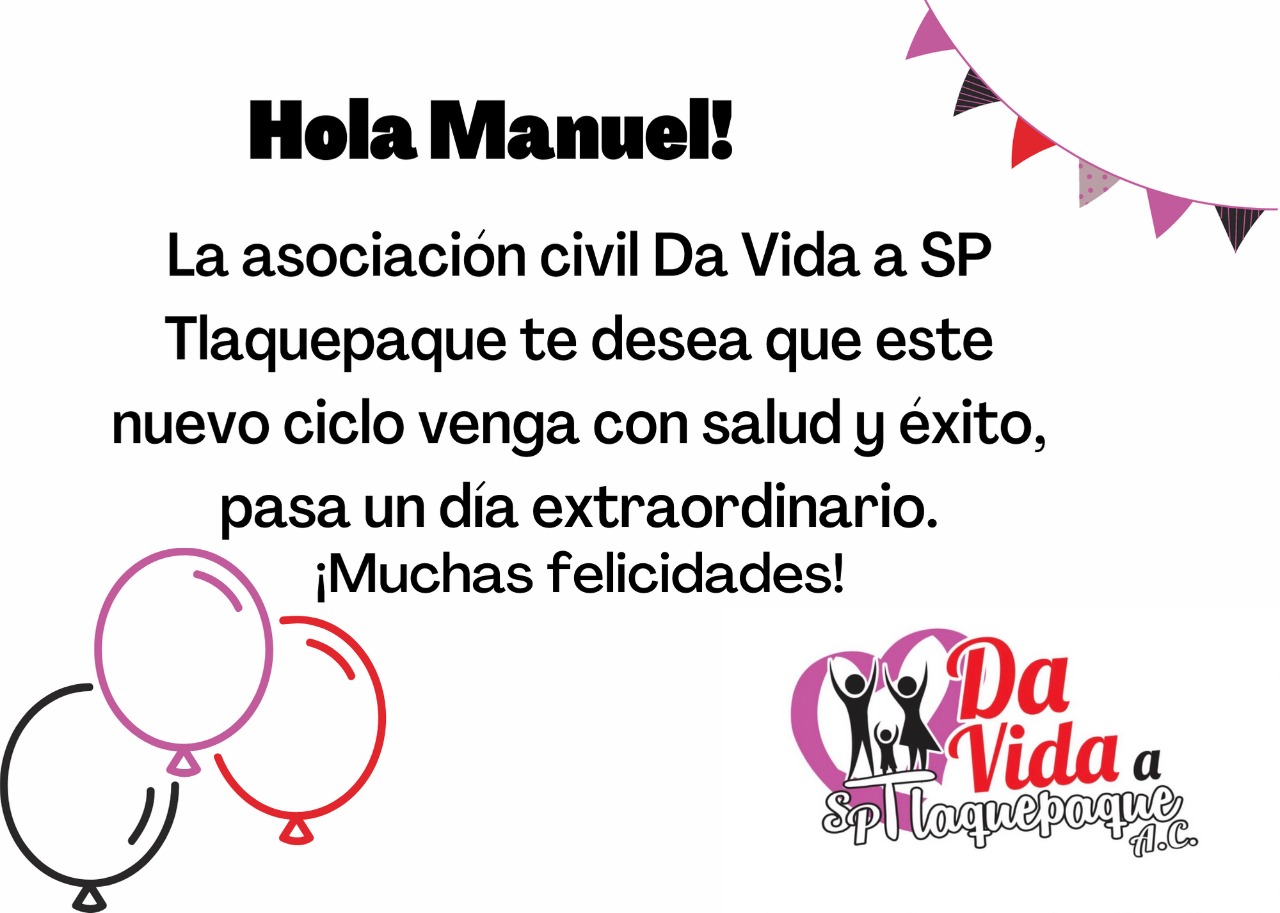 Hola Manuel!
La asociación civil Da Vida a SP
Tlaquepaque te desea que este
nuevo ciclo venga con salud y éxito,
pasa un día extraordinario.
¡Muchas felicidades!
Da
Vida a
SP Tlaquepaque
A.C.